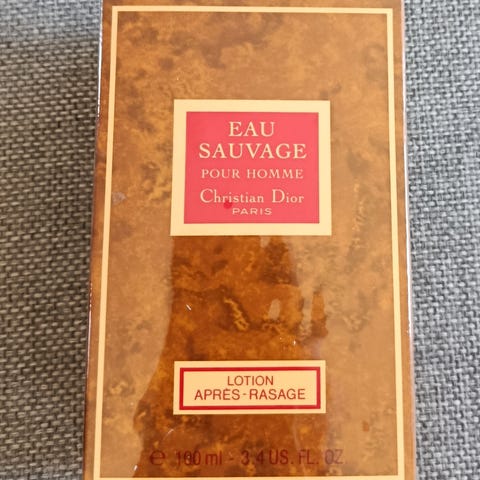 EAU
SAUVAGE
POUR HOMME
Christian Dior
PARIS
LOTION
APRÈS-RASAGE
e 100 ml - 3.4 US. FL. OZ.